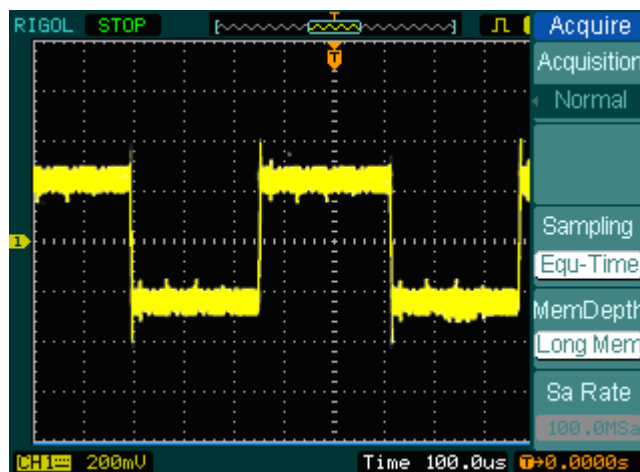 RIGOL STOP T Acquire
T
Acquisition
Normal
1
Sampling
Equ-Time
MemDepth
Long Mem
Sa Rate
100.0MSa
CH1 200mV Time 100.0us T→0.0000s